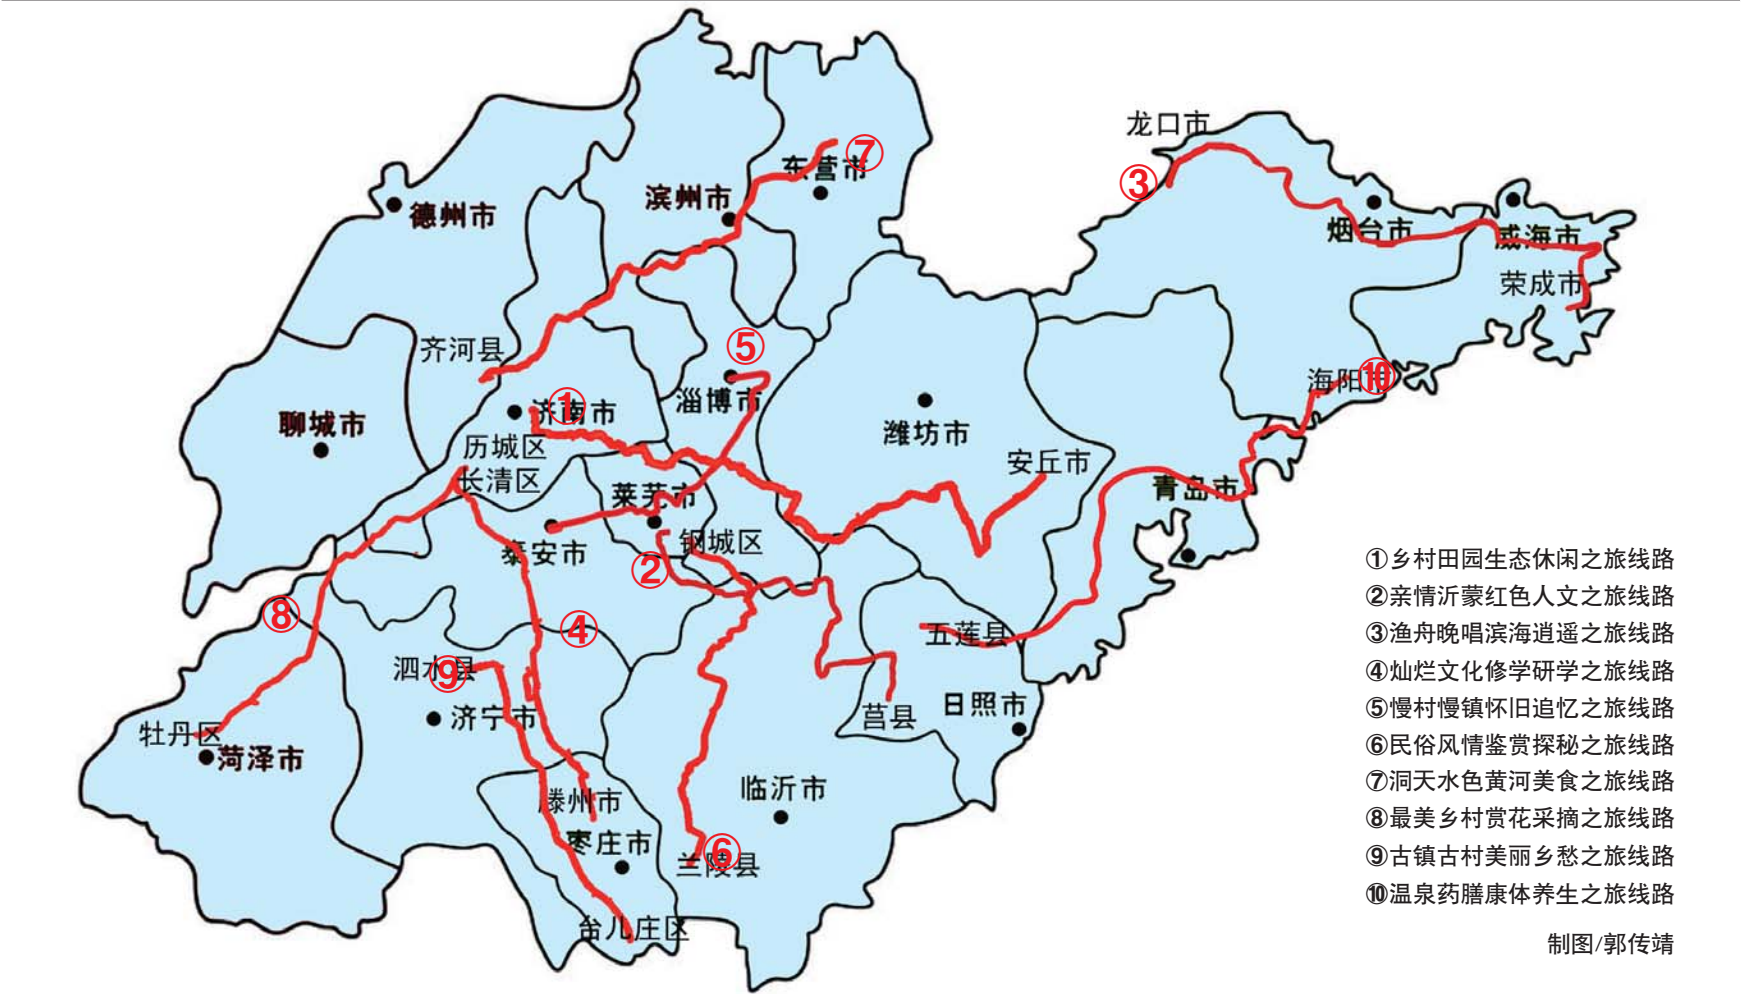 龙口市
③
⑦
东营市
滨州市
德州市
烟台市
威海市
荣成市
⑤
齐河县
淄博市
海阳市
⑩
①
济南市
聊城市
历城区
潍坊市
长清区
安丘市
莱芜市
青岛市
泰安市
钢城区
②
⑧
④
五莲县
泗水县
⑨
济宁市
莒县
日照市
牡丹区
菏泽市
临沂市
滕州市
枣庄市
⑥
兰陵县
台儿庄区
①乡村田园生态休闲之旅线路
②亲情沂蒙红色人文之旅线路
③渔舟晚唱滨海逍遥之旅线路
④灿烂文化修学研学之旅线路
⑤慢村慢镇怀旧追忆之旅线路
⑥民俗风情鉴赏探秘之旅线路
⑦洞天水色黄河美食之旅线路
⑧最美乡村赏花采摘之旅线路
⑨古镇古村美丽乡愁之旅线路
⑩温泉药膳康体养生之旅线路
制图/郭传靖